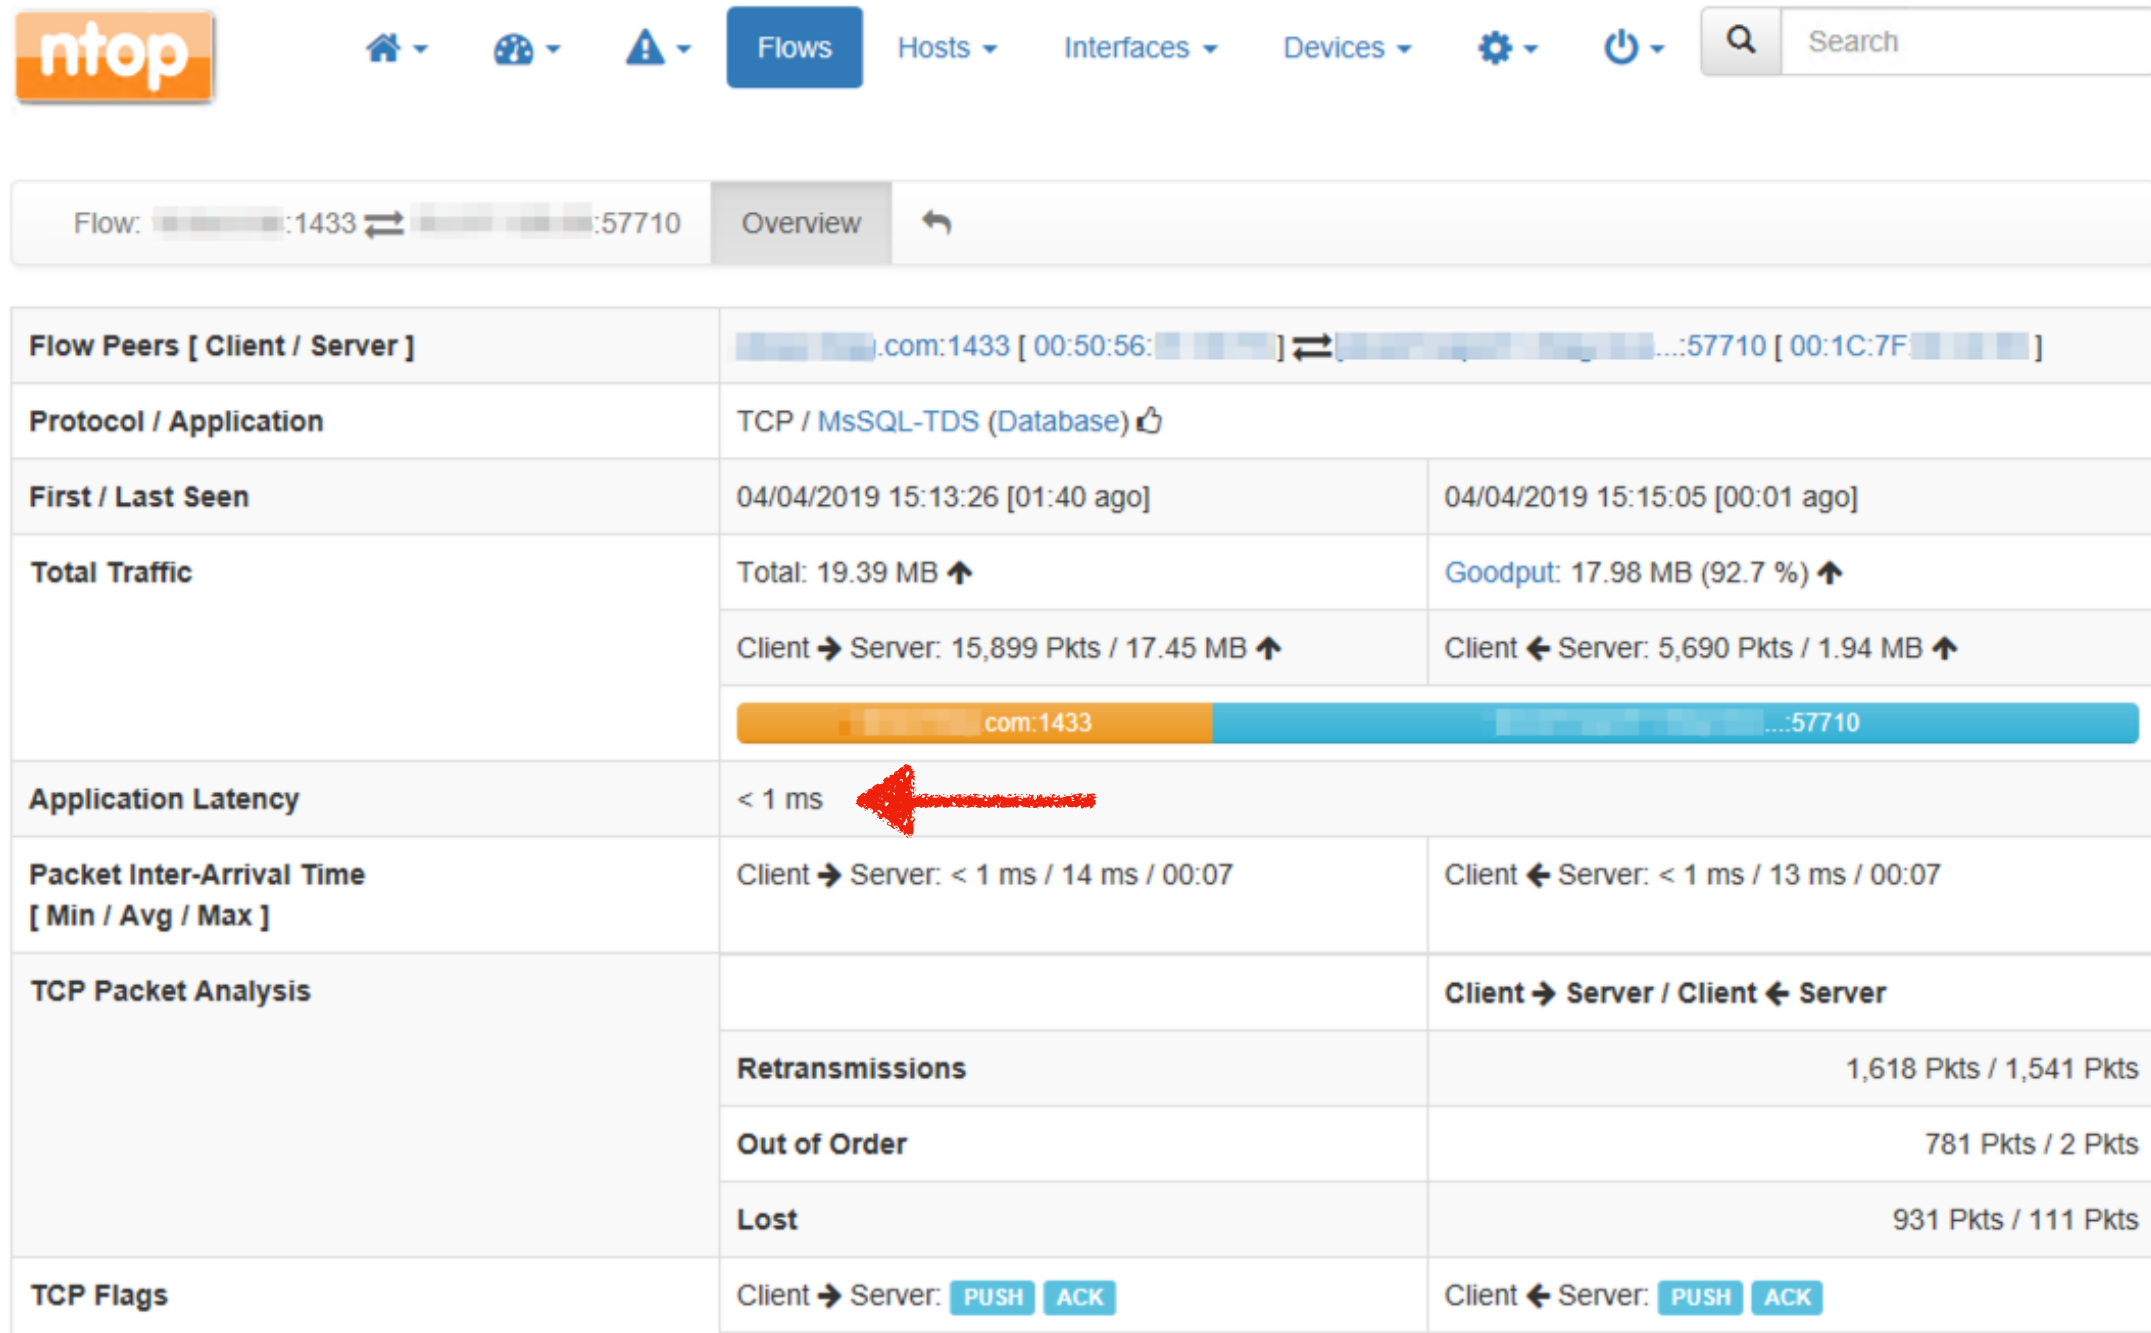 ntop
Flows Hosts Interfaces Devices Search
Flow: :1433 :57710 Overview
Flow Peers [ Client / Server ] .com:1433 [ 00:50:56: ] ...:57710 [ 00:1C:7F: ]
Protocol / Application TCP / MsSQL-TDS (Database)
First / Last Seen 04/04/2019 15:13:26 [01:40 ago] 04/04/2019 15:15:05 [00:01 ago]
Total Traffic Total: 19.39 MB Goodput: 17.98 MB (92.7 %)
Client Server: 15,899 Pkts / 17.45 MB Client Server: 5,690 Pkts / 1.94 MB
.com:1433 ...:57710
Application Latency < 1 ms
Packet Inter-Arrival Time Client Server: < 1 ms / 14 ms / 00:07 Client Server: < 1 ms / 13 ms / 00:07
[ Min / Avg / Max ]
TCP Packet Analysis Client Server / Client Server
Retransmissions 1,618 Pkts / 1,541 Pkts
Out of Order 781 Pkts / 2 Pkts
Lost 931 Pkts / 111 Pkts
TCP Flags Client Server: PUSH ACK Client Server: PUSH ACK